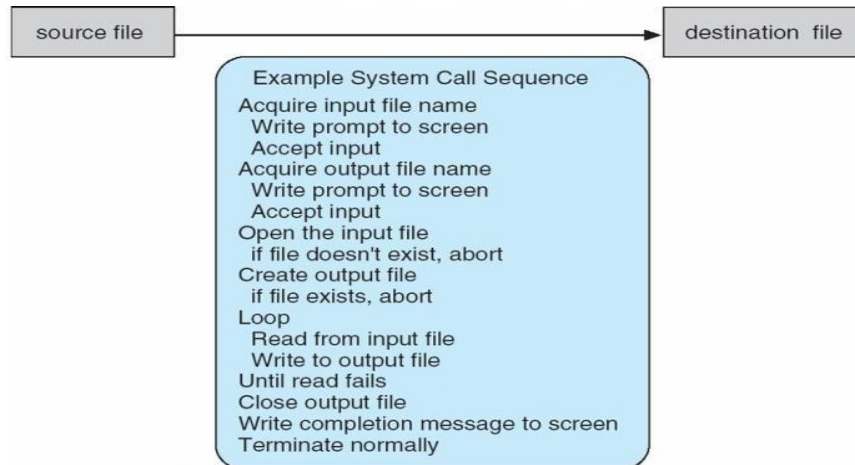 source file
destination file
Example System Call Sequence
Acquire input file name
Write prompt to screen
Accept input
Acquire output file name
Write prompt to screen
Accept input
Open the input file
if file doesn't exist, abort
Create output file
if file exists, abort
Loop
Read from input file
Write to output file
Until read fails
Close output file
Write completion message to screen
Terminate normally